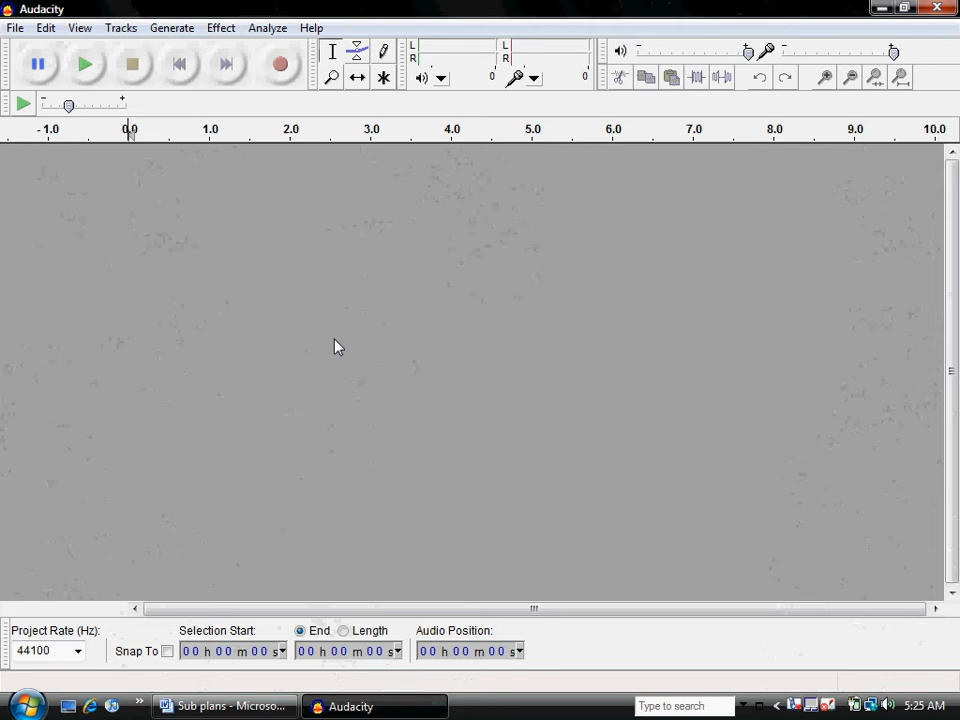 Audacity
File Edit View Tracks Generate Effect Analyze Help
L R 0
L R 0
- + - +
- +
-1.0 0.0 1.0 2.0 3.0 4.0 5.0 6.0 7.0 8.0 9.0 10.0
Project Rate (Hz): Selection Start: End Length Audio Position:
44100 Snap To 00 h 00 m 00 s 00 h 00 m 00 s 00 h 00 m 00 s
Sub plans - Microso... Audacity Type to search 5:25 AM